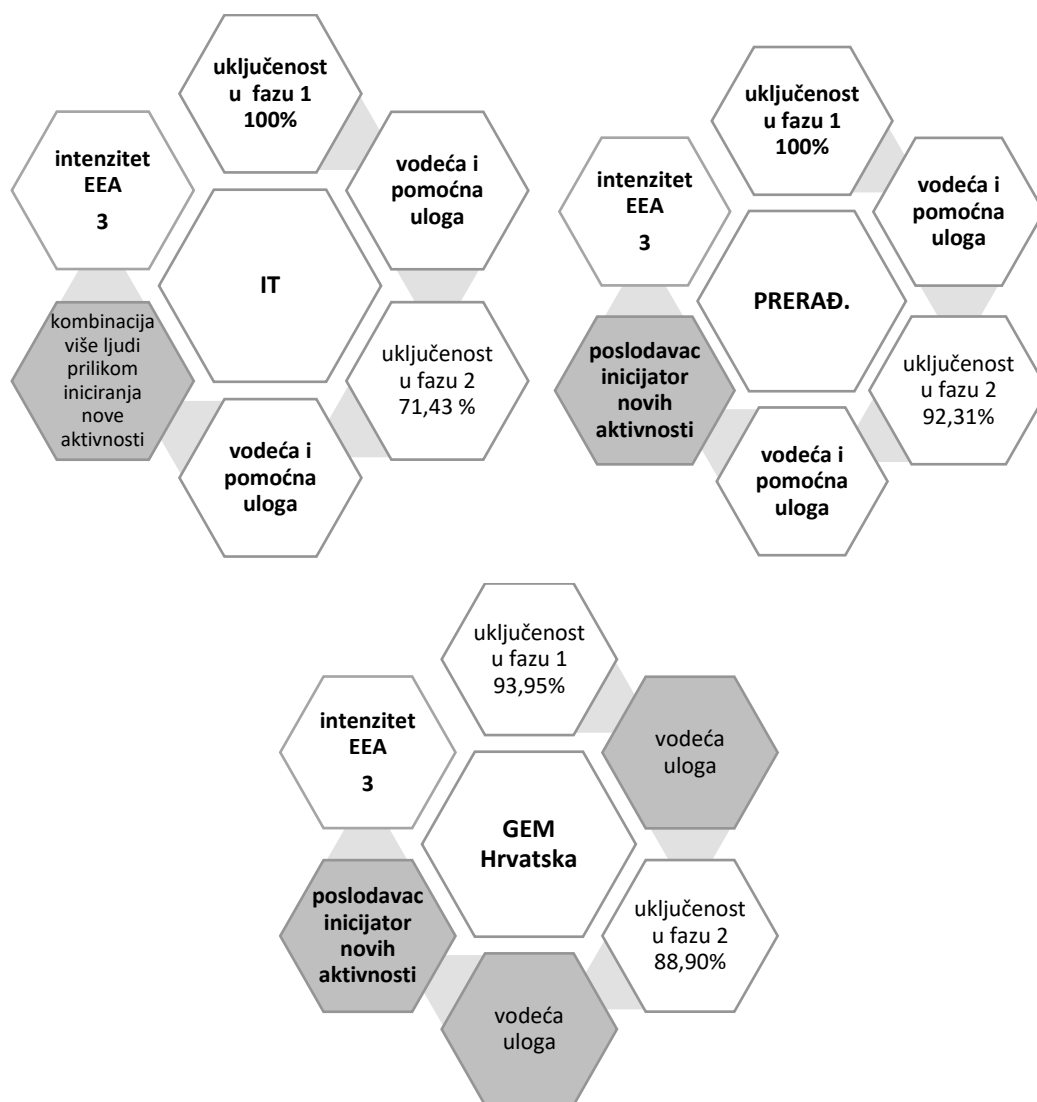 uključenost
u fazu 1
100%
vodeća i
pomoćna
uloga
uključenost
u fazu 2
71,43 %
vodeća i
pomoćna
uloga
kombinacija
više ljudi
prilikom
iniciranja
nove
aktivnosti
intenzitet
EEA
3
IT
uključenost
u fazu 1
100%
vodeća i
pomoćna
uloga
uključenost
u fazu 2
92,31%
vodeća i
pomoćna
uloga
poslodavac
inicijator
novih
aktivnosti
intenzitet
EEA
3
PRERAĐ.
uključenost
u fazu 1
93,95%
vodeća
uloga
uključenost
u fazu 2
88,90%
vodeća
uloga
poslodavac
inicijator
novih
aktivnosti
intenzitet
EEA
3
GEM
Hrvatska